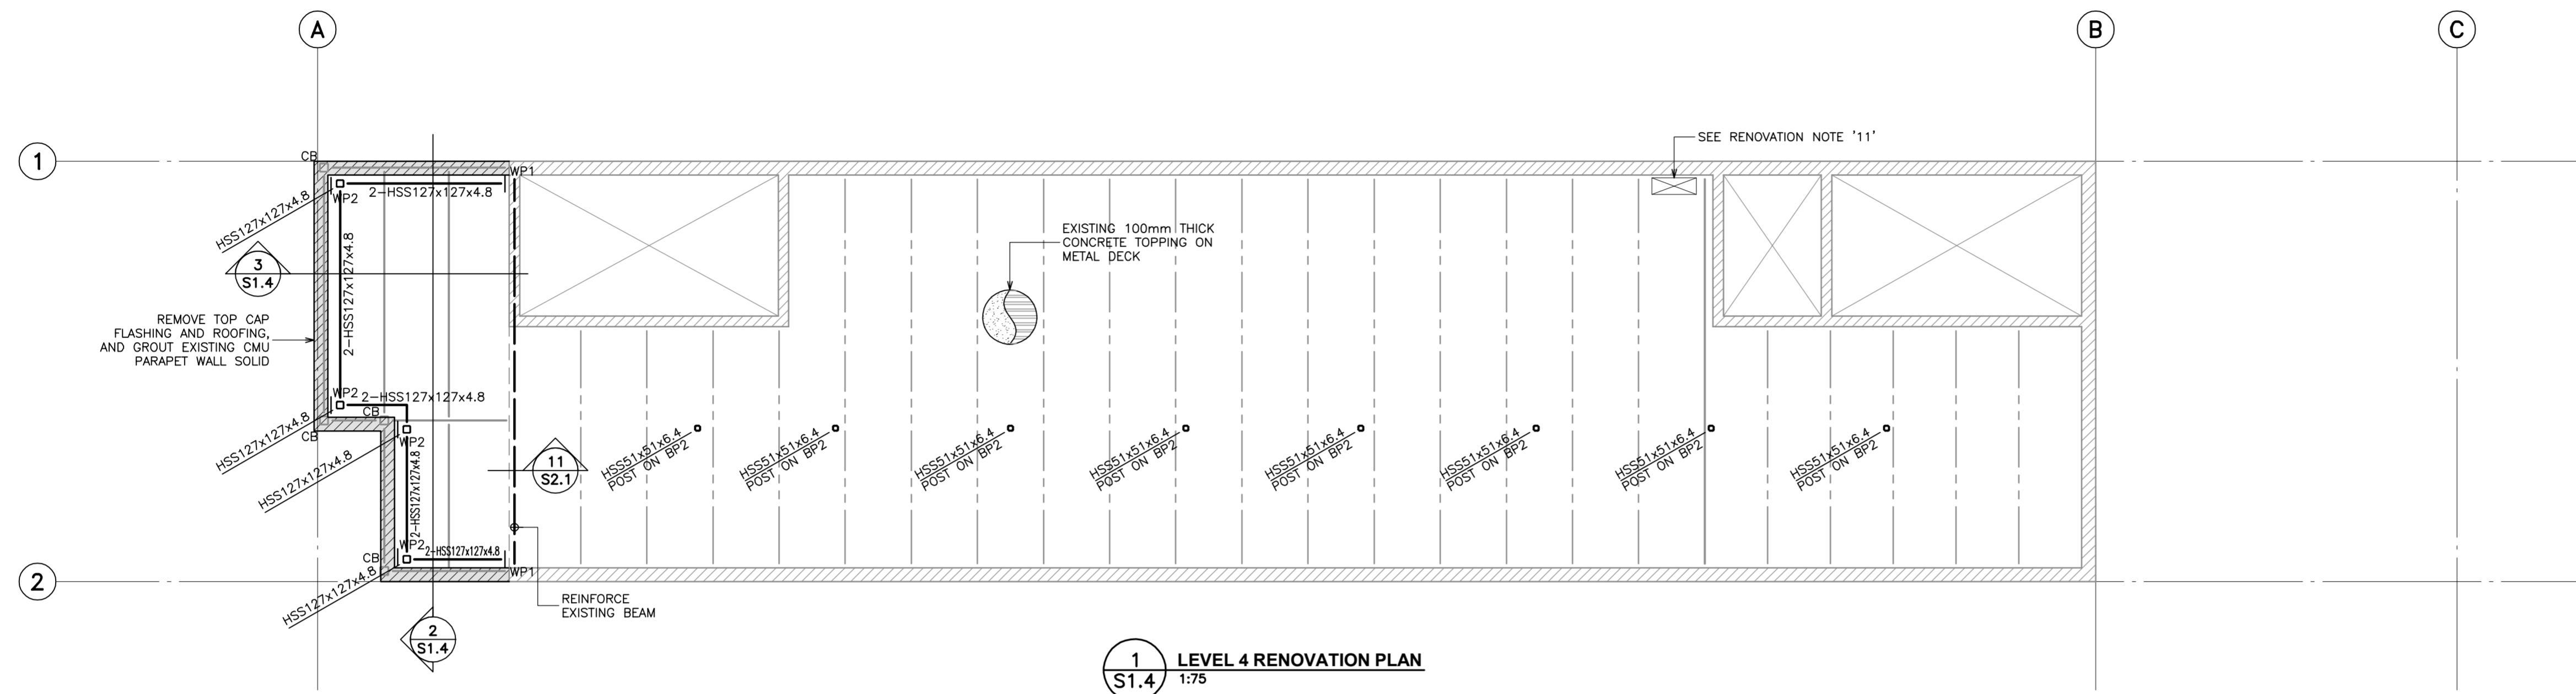 A
B
C
1
SEE RENOVATION NOTE '11'
CB
WP1
2-HSS127x127x4.8
WP2
HSS127x127x4.8
2-HSS127x127x4.8
3
S1.4
EXISTING 100mm THICK
CONCRETE TOPPING ON
METAL DECK
REMOVE TOP CAP
FLASHING AND ROOFING,
AND GROUT EXISTING CMU
PARAPET WALL SOLID
WP2
2-HSS127x127x4.8
CB
HSS127x127x4.8
CB
WP2
HSS127x127x4.8
2-HSS127x127x4.8
11
S2.1
HSS51x51x6.4
POST ON BP2
HSS51x51x6.4
POST ON BP2
HSS51x51x6.4
POST ON BP2
HSS51x51x6.4
POST ON BP2
HSS51x51x6.4
POST ON BP2
HSS51x51x6.4
POST ON BP2
HSS51x51x6.4
POST ON BP2
HSS51x51x6.4
POST ON BP2
WP2
2-HSS127x127x4.8
CB
WP1
2
HSS127x127x4.8
REINFORCE
EXISTING BEAM
2
S1.4
1
S1.4
LEVEL 4 RENOVATION PLAN
1:75